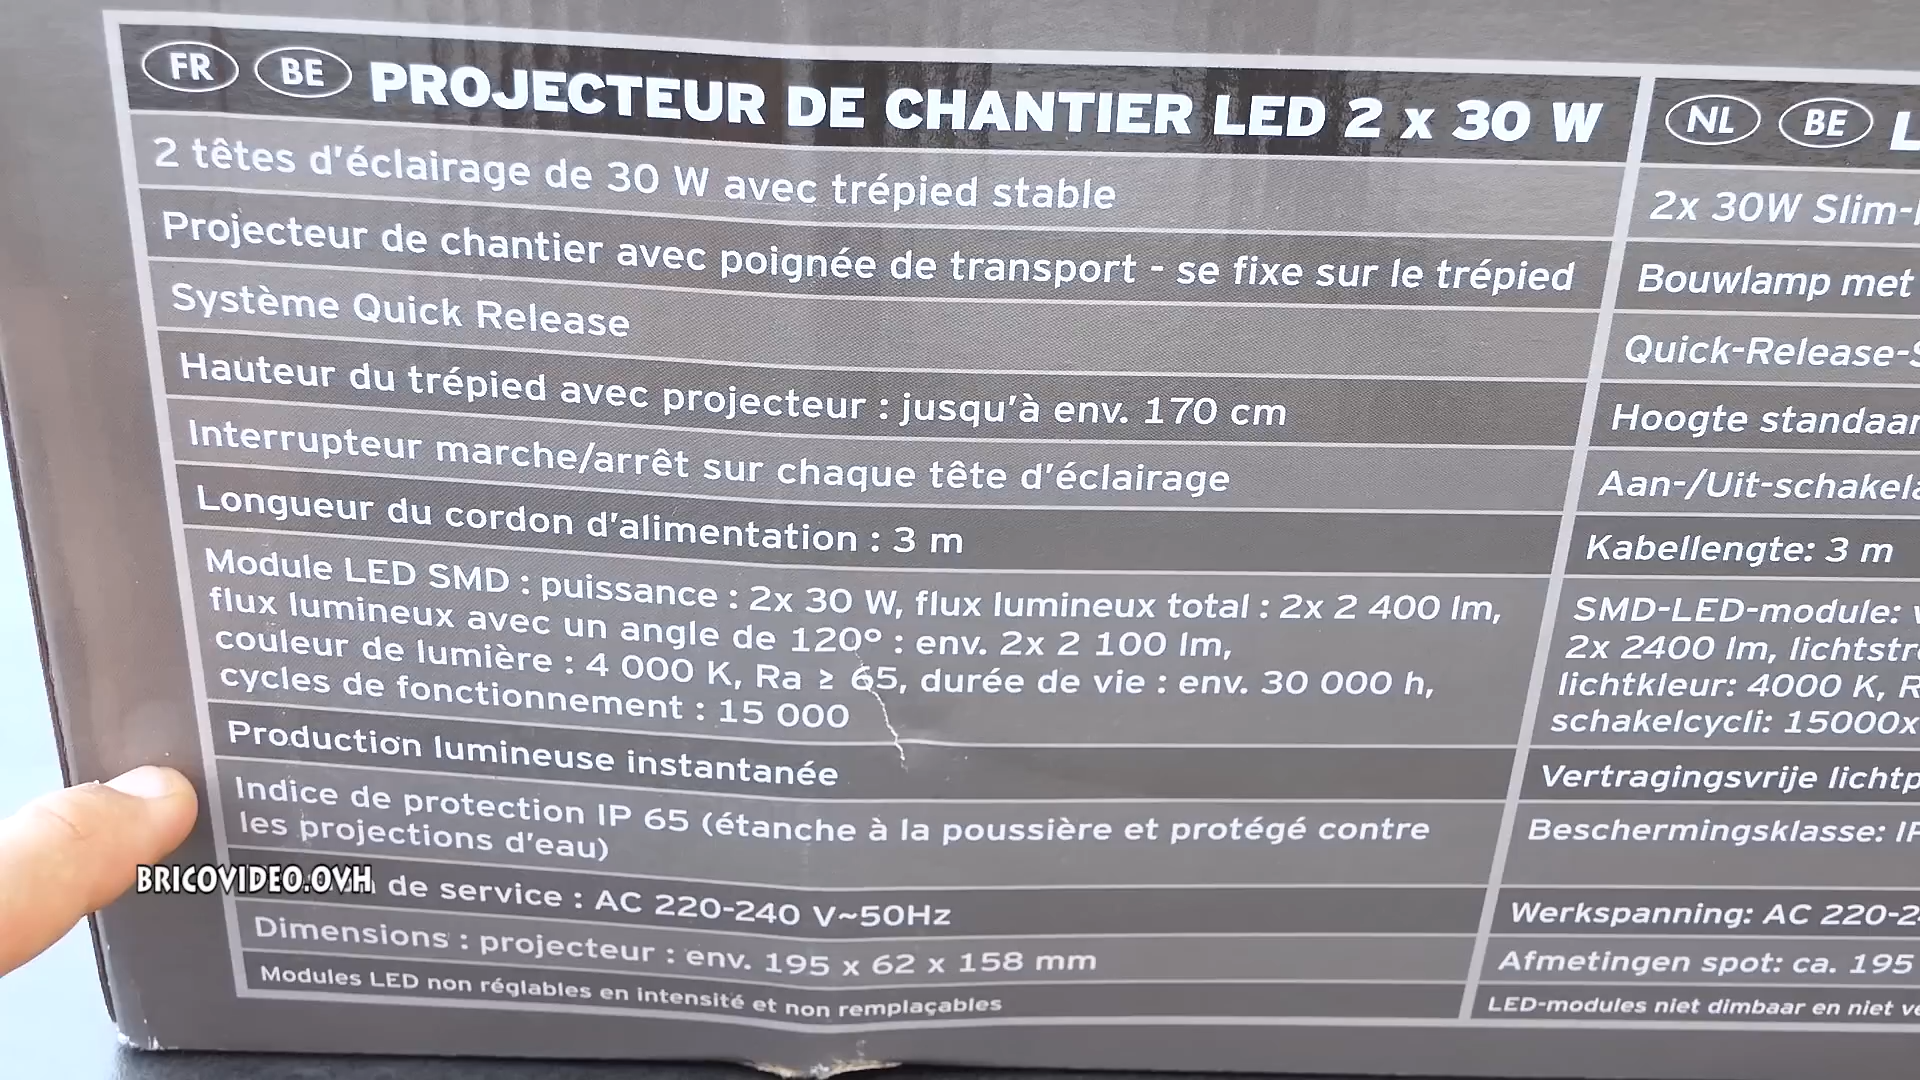 FR BE PROJECTEUR DE CHANTIER LED 2 x 30 W
2 têtes d'éclairage de 30 W avec trépied stable
Projecteur de chantier avec poignée de transport - se fixe sur le trépied
Système Quick Release
Hauteur du trépied avec projecteur : jusqu'à env. 170 cm
Interrupteur marche/arrêt sur chaque tête d'éclairage
Longueur du cordon d'alimentation : 3 m
Module LED SMD : puissance : 2x 30 W, flux lumineux total : 2x 2 400 lm,
flux lumineux avec un angle de 120° : env. 2x 2 100 lm,
couleur de lumière : 4 000 K, Ra ≥ 65, durée de vie : env. 30 000 h,
cycles de fonctionnement : 15 000
Production lumineuse instantanée
Indice de protection IP 65 (étanche à la poussière et protégé contre
les projections d'eau)
de service : AC 220-240 V~50Hz
Dimensions : projecteur : env. 195 x 62 x 158 mm
Modules LED non réglables en intensité et non remplaçables
BRICOVIDEO.OVH
NL BE
2x 30W Slim-
Bouwlamp met
Quick-Release-
Hoogte
Aan-/Uit-
Kabellengte: 3 m
SMD-LED-module:
2x 2400 lm,
lichtkleur: 4000 K,
schakelcycli: 15000x
Vertragingsvrije
Beschermingsklasse:
Werkspanning: AC 220-
Afmetingen spot: ca. 195
LED-modules niet dimbaar en niet